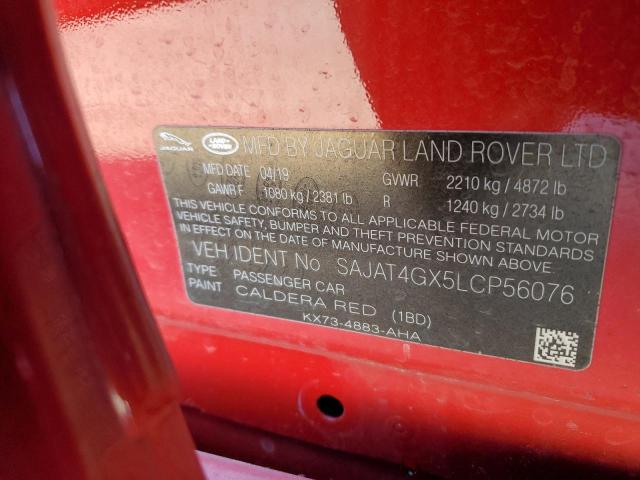 JAGUAR LAND ROVER MFD BY JAGUAR LAND ROVER LTD
MFD DATE 04/19 GVWR 2210 kg / 4872 lb
GAWR F 1080 kg / 2381 lb R 1240 kg / 2734 lb
THIS VEHICLE CONFORMS TO ALL APPLICABLE FEDERAL MOTOR
VEHICLE SAFETY, BUMPER AND THEFT PREVENTION STANDARDS
IN EFFECT ON THE DATE OF MANUFACTURE SHOWN ABOVE
VEH IDENT No SAJAT4GX5LCP56076
TYPE PASSENGER CAR
PAINT CALDERA RED (1BD)
KX73-4883-AHA